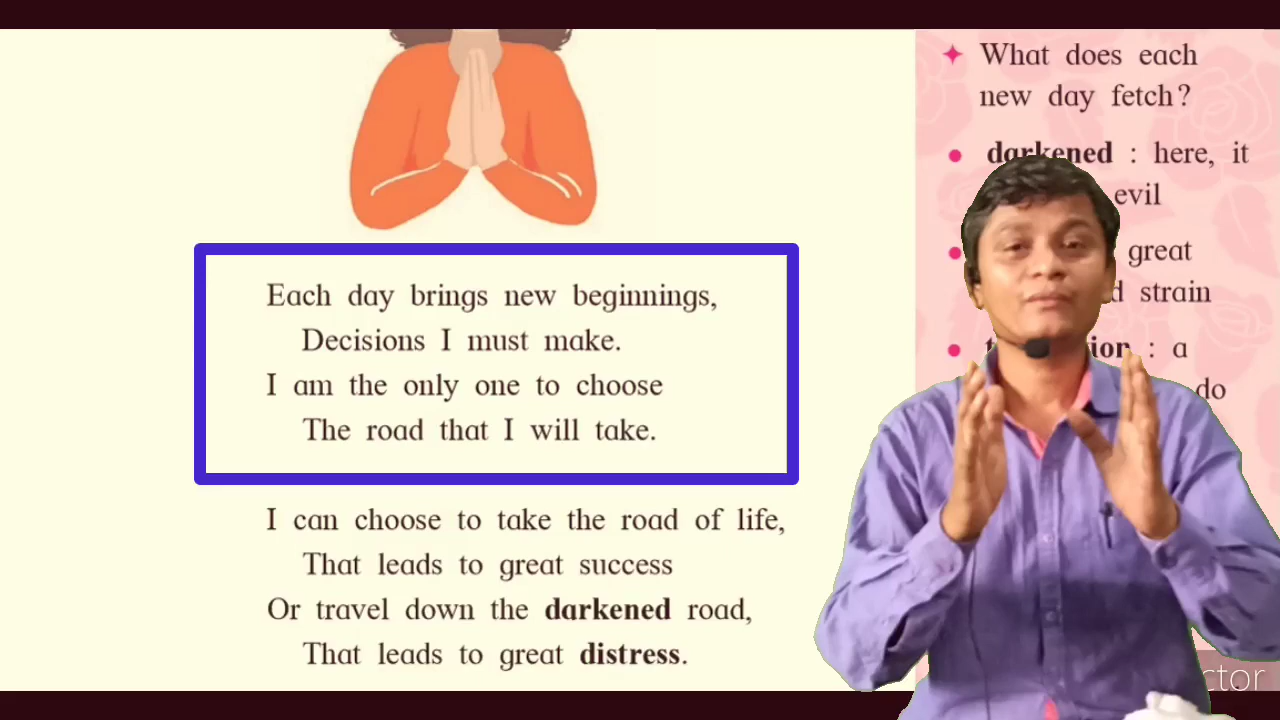 Each day brings new beginnings,
Decisions I must make.
I am the only one to choose
The road that I will take.
I can choose to take the road of life,
That leads to great success
Or travel down the darkened road,
That leads to great distress.
What does each
new day fetch?
darkened : here, it
evil
great
strain
: a
do